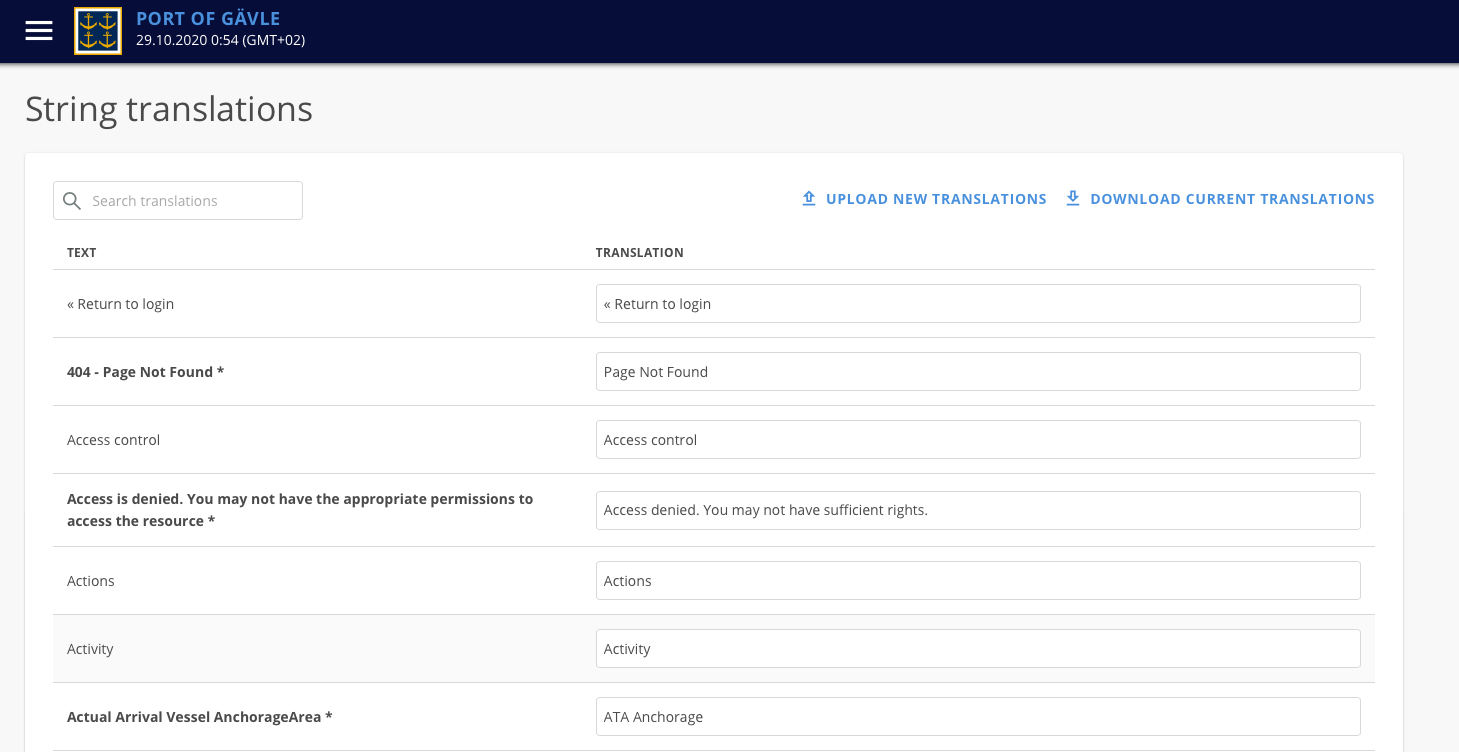 PORT OF GÄVLE
29.10.2020 0:54 (GMT+02)
String translations
Search translations
UPLOAD NEW TRANSLATIONS
DOWNLOAD CURRENT TRANSLATIONS
TEXT
TRANSLATION
« Return to login
« Return to login
404 - Page Not Found *
Page Not Found
Access control
Access control
Access is denied. You may not have the appropriate permissions to
access the resource *
Access denied. You may not have sufficient rights.
Actions
Actions
Activity
Activity
Actual Arrival Vessel AnchorageArea *
ATA Anchorage